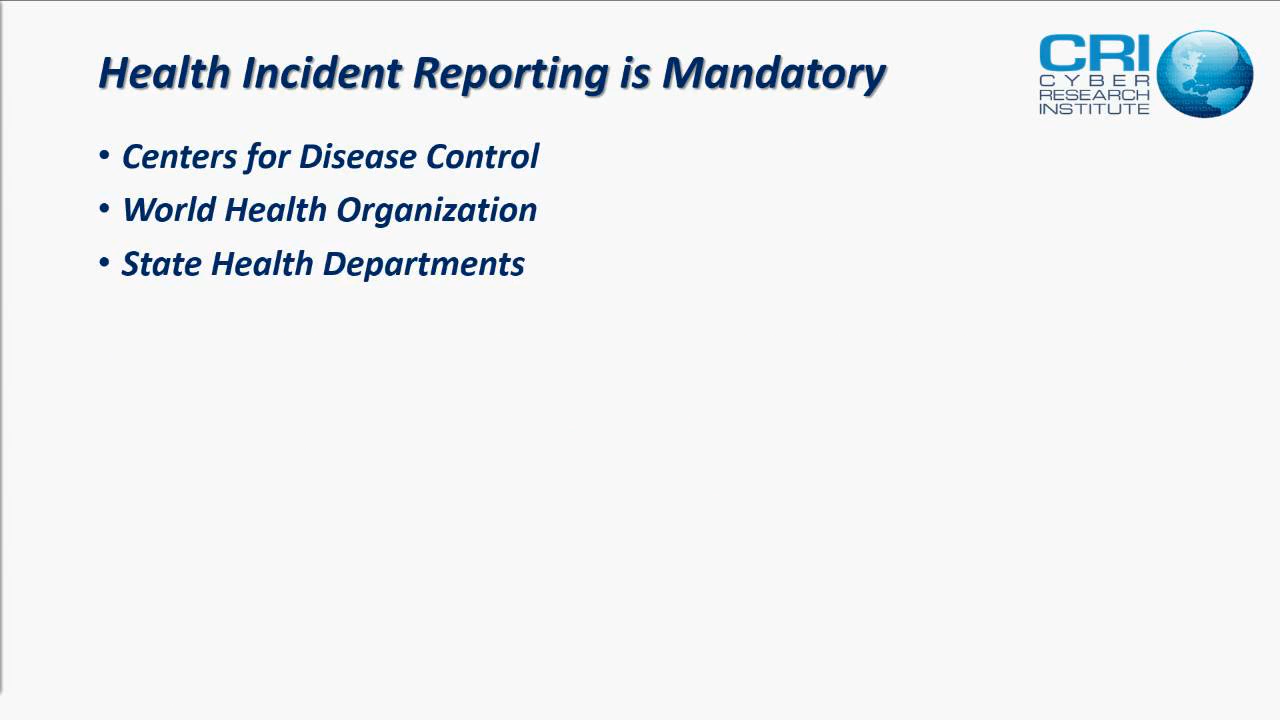 Health Incident Reporting is Mandatory
CRI
CYBER
RESEARCH
INSTITUTE
• Centers for Disease Control
• World Health Organization
• State Health Departments